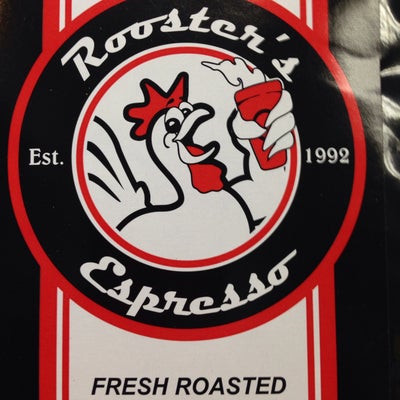 Rooster's
Est. 1992
Espresso
FRESH ROASTED